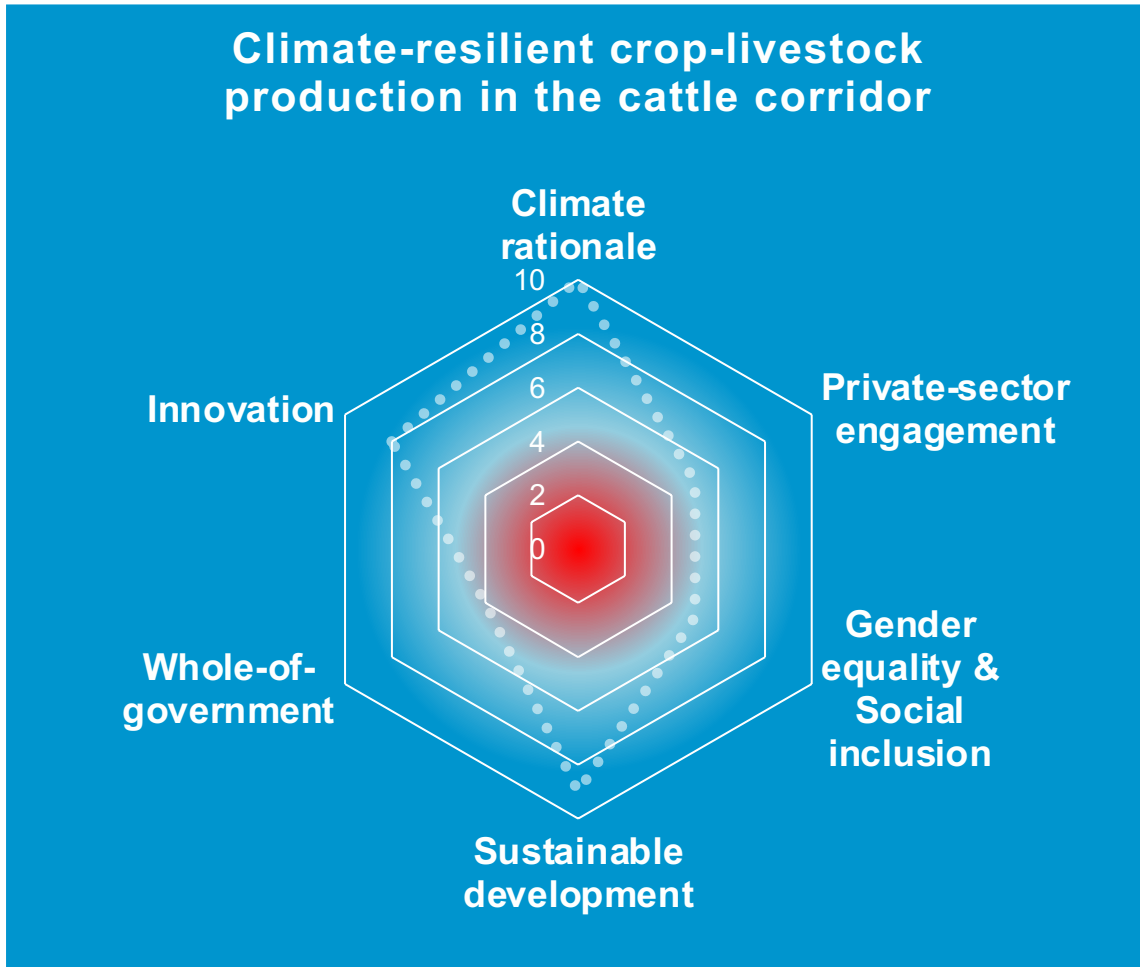 Climate-resilient crop-livestock
production in the cattle corridor
Climate
rationale
10
8
6
4
2
0
Private-sector
engagement
Gender
equality &
Social
inclusion
Sustainable
development
Whole-of-
government
Innovation